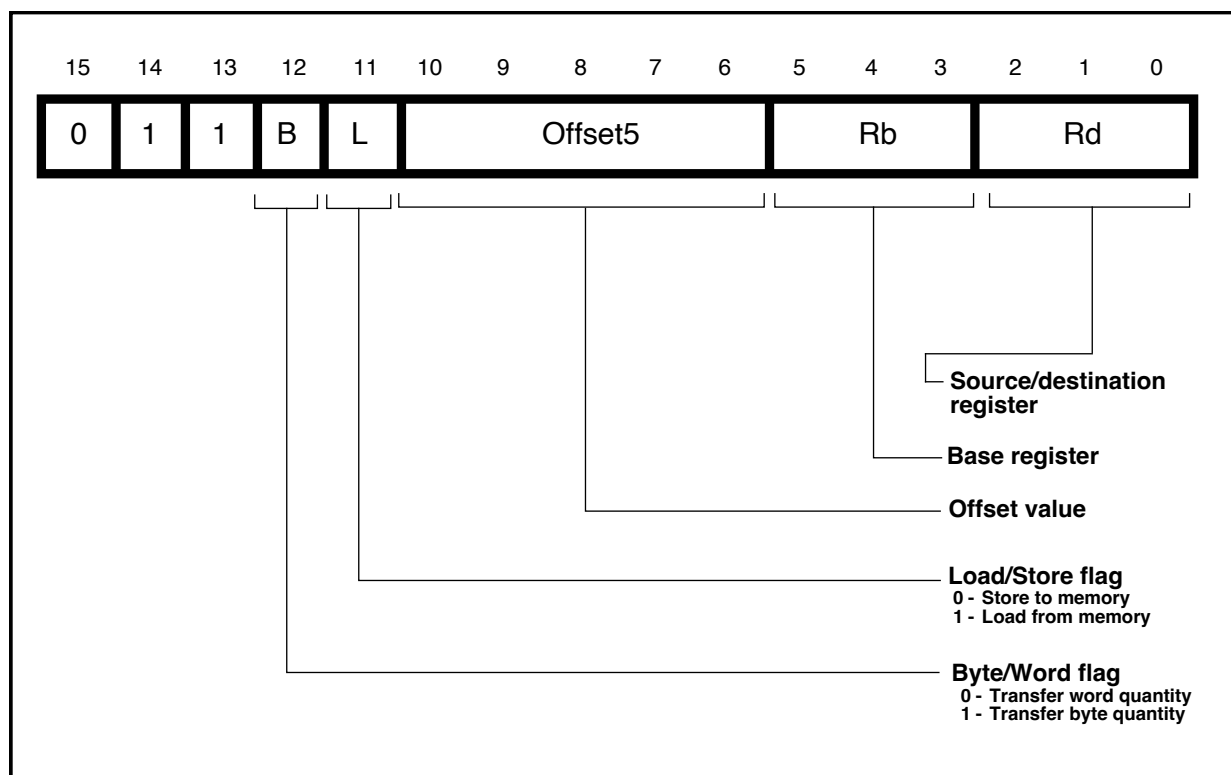 15 14 13 12 11 10 9 8 7 6 5 4 3 2 1 0
0 1 1 B L Offset5 Rb Rd
Source/destination
register
Base register
Offset value
Load/Store flag
0 - Store to memory
1 - Load from memory
Byte/Word flag
0 - Transfer word quantity
1 - Transfer byte quantity